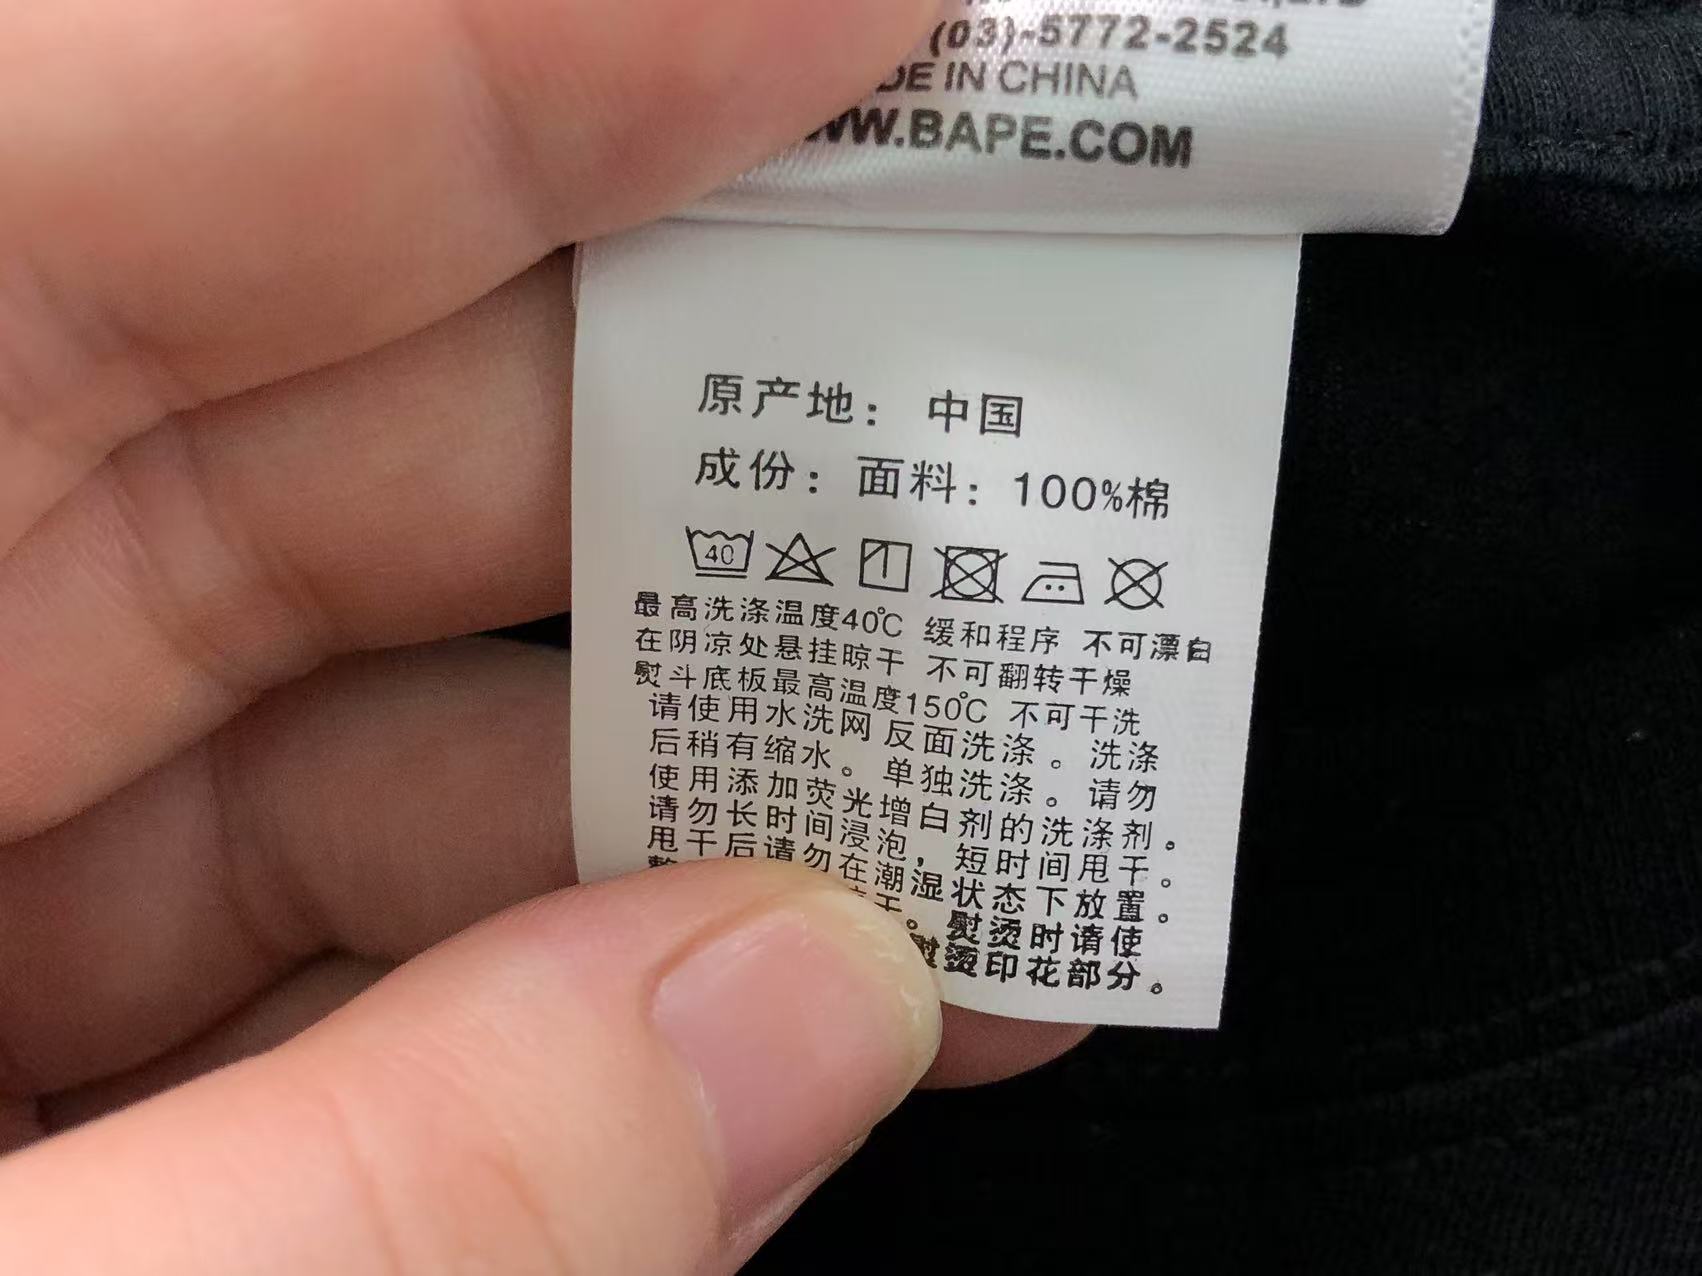 (03)-5772-2524
DE IN CHINA
WW.BAPE.COM
原产地： 中国
成份：面料：100%棉
40
最高洗涤温度40℃ 缓和程序 不可漂白
在阴凉处悬挂晾干 不可翻转干燥
熨斗底板最高温度150℃ 不可干洗
请使用水洗网 反面洗涤。洗涤
后稍有缩水。单独洗涤。请勿
使用添加荧光增白剂的洗涤剂。
请勿长时间浸泡，短时间甩干。
甩干后请勿在潮湿状态下放置。
干。熨烫时请使
熨烫印花部分。